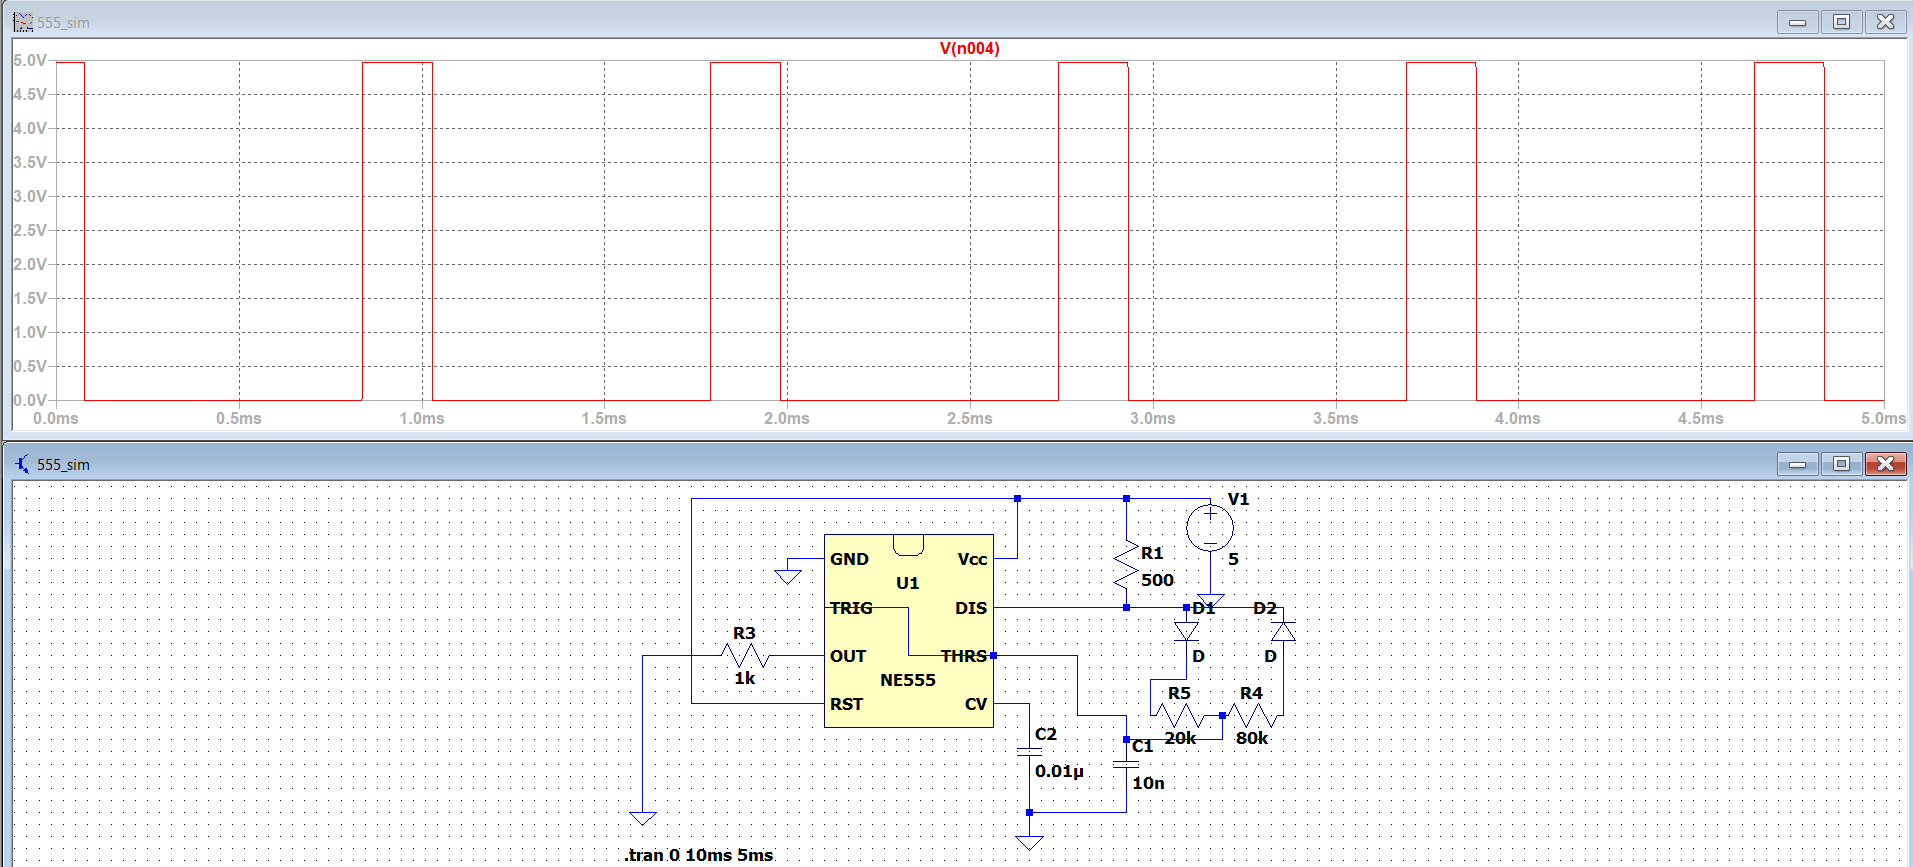 555_sim
V(n004)
5.0V
4.5V
4.0V
3.5V
3.0V
2.5V
2.0V
1.5V
1.0V
0.5V
0.0V
0.0ms 0.5ms 1.0ms 1.5ms 2.0ms 2.5ms 3.0ms 3.5ms 4.0ms 4.5ms 5.0ms
555_sim
V1
5
R1
500
GND Vcc
U1
TRIG DIS
D1 D2
R3
1k
OUT THRS
D D
NE555
R5 R4
20k 80k
RST CV
C2
0.01µ
C1
10n
.tran 0 10ms 5ms